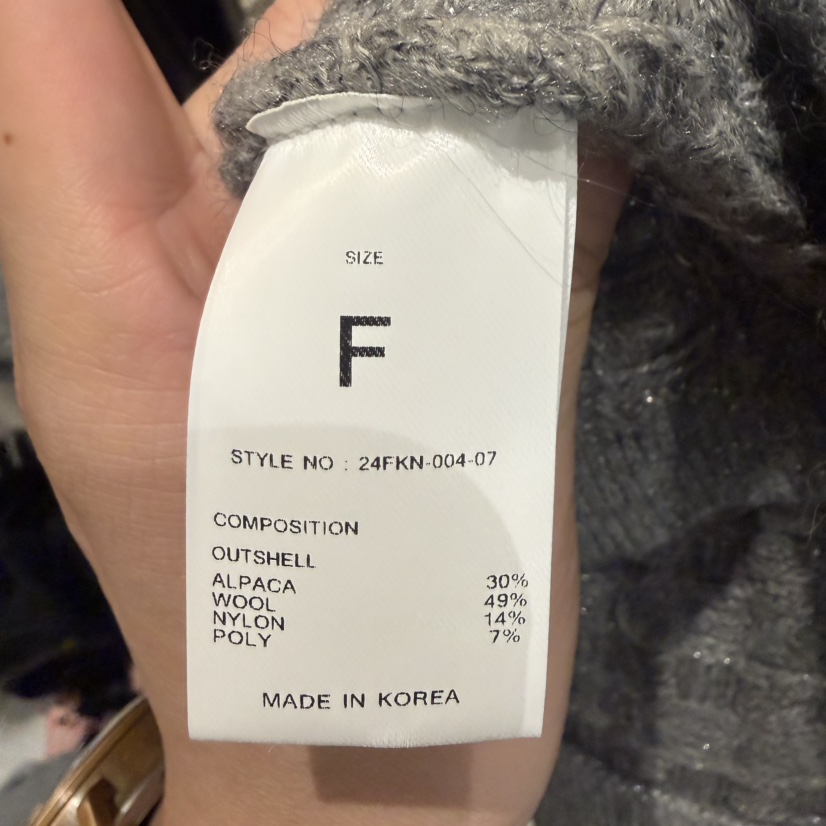 SIZE
F
STYLE NO : 24FKN-004-07
COMPOSITION
OUTSHELL
ALPACA 30%
WOOL 49%
NYLON 14%
POLY 7%
MADE IN KOREA